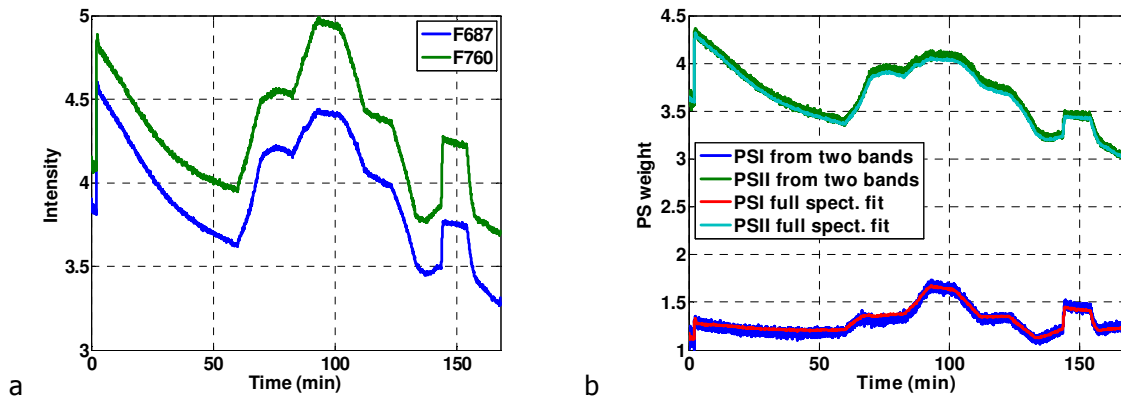 5
4.5
4
3.5
3
Intensity
0
50
100
150
Time (min)
F687
F760
a
4.5
4
3.5
3
2.5
2
1.5
1
PS weight
0
50
100
150
Time (min)
PSI from two bands
PSII from two bands
PSI full spect. fit
PSII full spect. fit
b